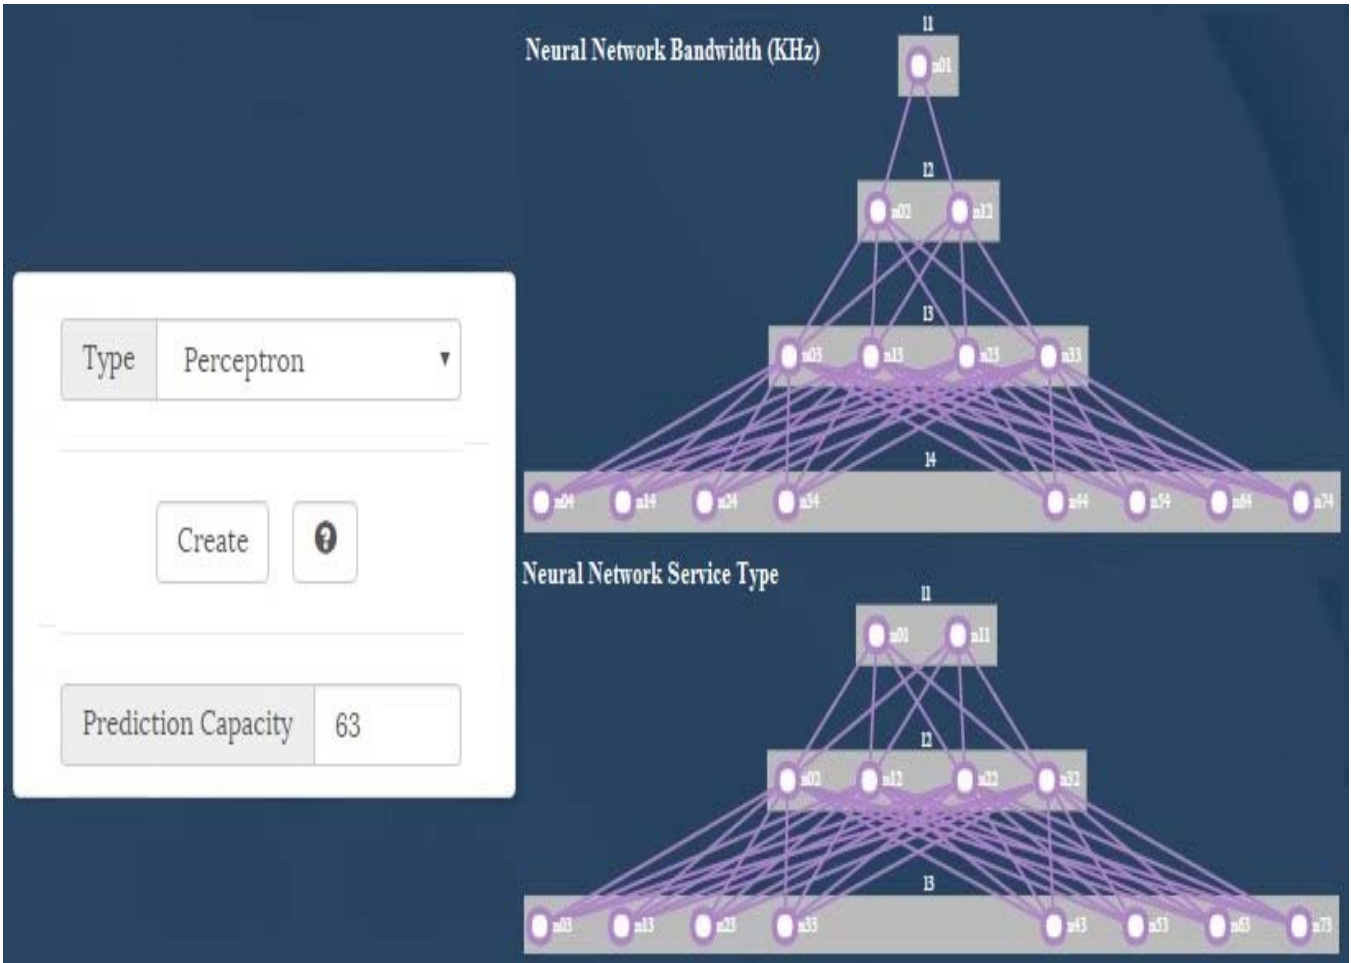 Type Perceptron
Create
Prediction Capacity 63
Neural Network Bandwidth (KHz)
l1
n01
l2
n02 n12
l3
n03 n13 n23 n33
l4
n04 n14 n24 n34 n44 n54 n64 n74
Neural Network Service Type
l1
n01 n11
l2
n02 n12 n22 n32
l3
n03 n13 n23 n33 n43 n53 n63 n73